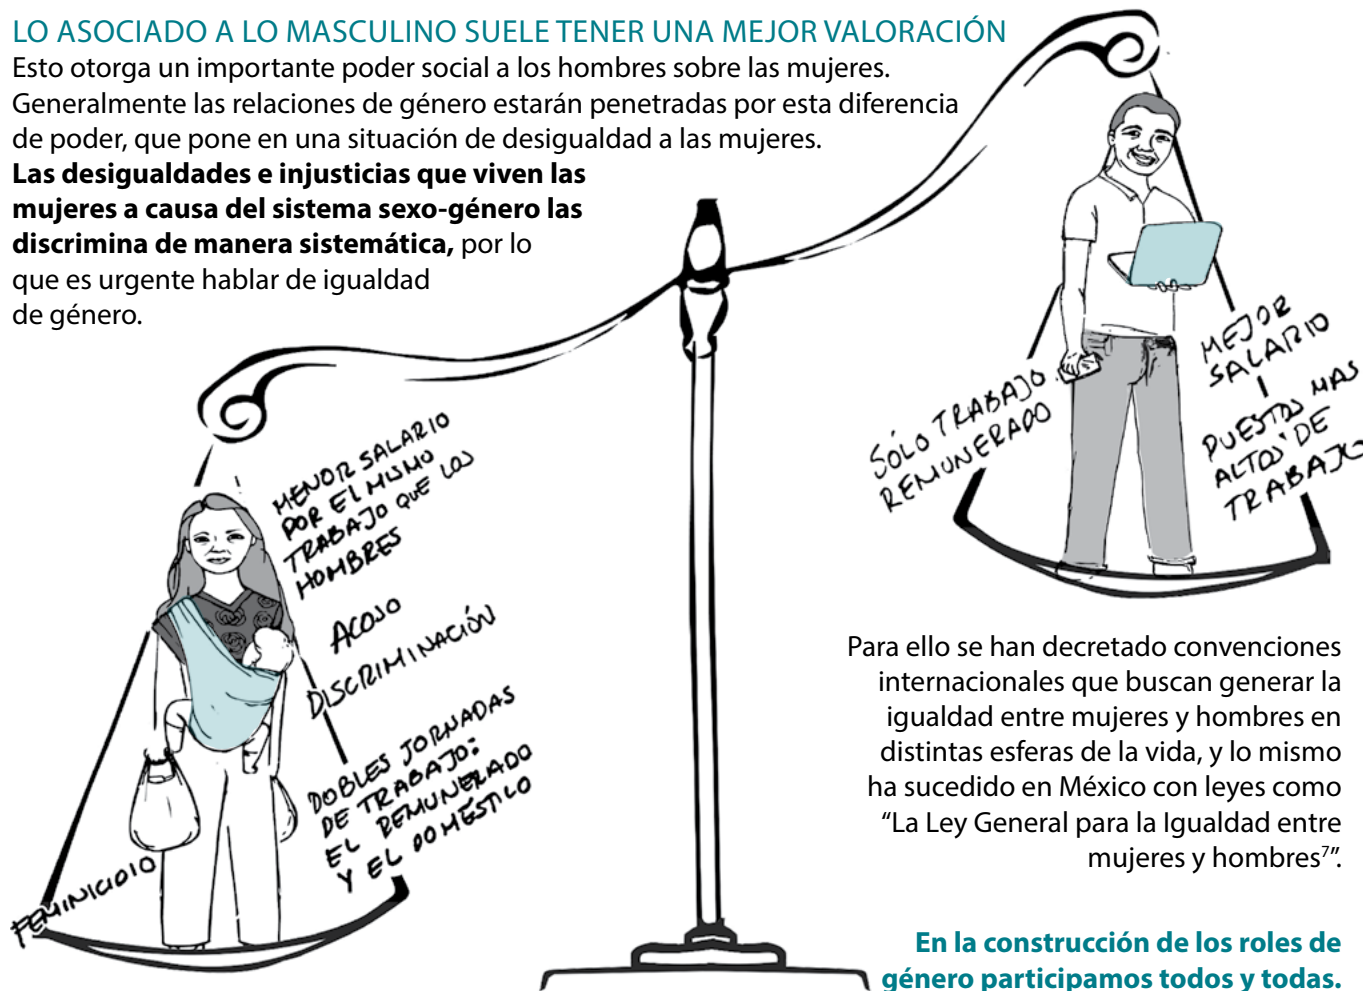 LO ASOCIADO A LO MASCULINO SUELE TENER UNA MEJOR VALORACIÓN
Esto otorga un importante poder social a los hombres sobre las mujeres.
Generalmente las relaciones de género estarán penetradas por esta diferencia
de poder, que pone en una situación de desigualdad a las mujeres.
Las desigualdades e injusticias que viven las
mujeres a causa del sistema sexo-género las
discrimina de manera sistemática, por lo
que es urgente hablar de igualdad
de género.
MENOR SALARIO
POR EL MISMO
TRABAJO QUE LOS
HOMBRES
ACOSO
DISCRIMINACIÓN
DOBLES JORNADAS
DE TRABAJO:
EL REMUNERADO
Y EL DOMÉSTICO
FEMINICIDIO
SÓLO TRABAJO
REMUNERADO
MEJOR
SALARIO
PUESTOS MAS
ALTOS DE
TRABAJO
Para ello se han decretado convenciones
internacionales que buscan generar la
igualdad entre mujeres y hombres en
distintas esferas de la vida, y lo mismo
ha sucedido en México con leyes como
“La Ley General para la Igualdad entre
mujeres y hombres⁷”.
En la construcción de los roles de
género participamos todos y todas.